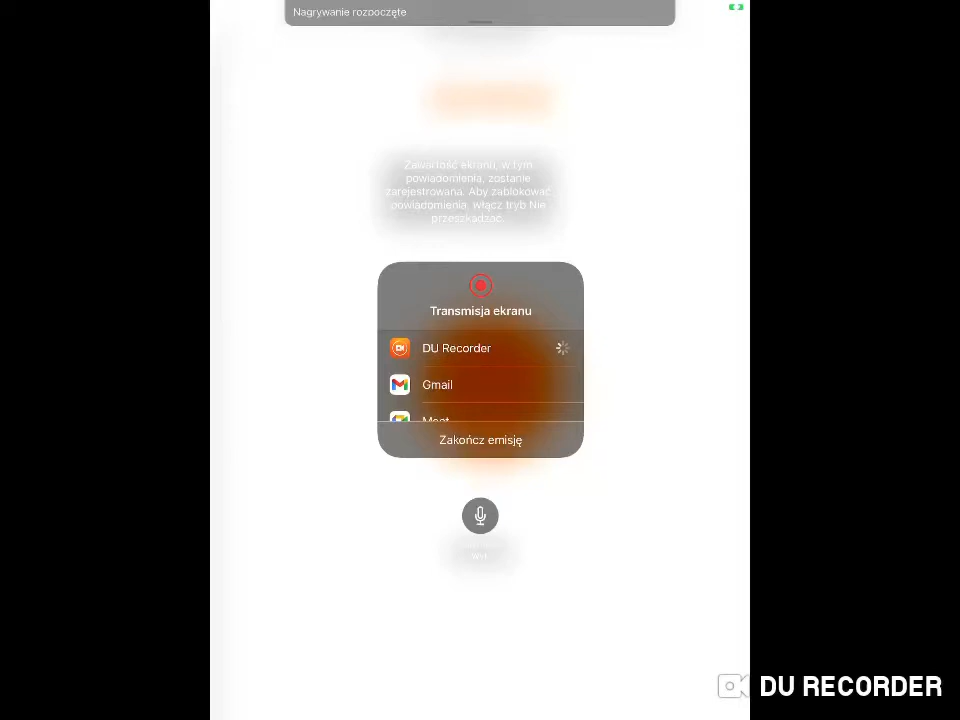 Nagrywanie rozpoczęte
Zawartość ekranu, w tym
powiadomienia, zostanie
zarejestrowana. Aby zablokować
powiadomienia, włącz tryb Nie
przeszkadzać.
Transmisja ekranu
DU Recorder
Gmail
Meet
Zakończ emisję
DU RECORDER